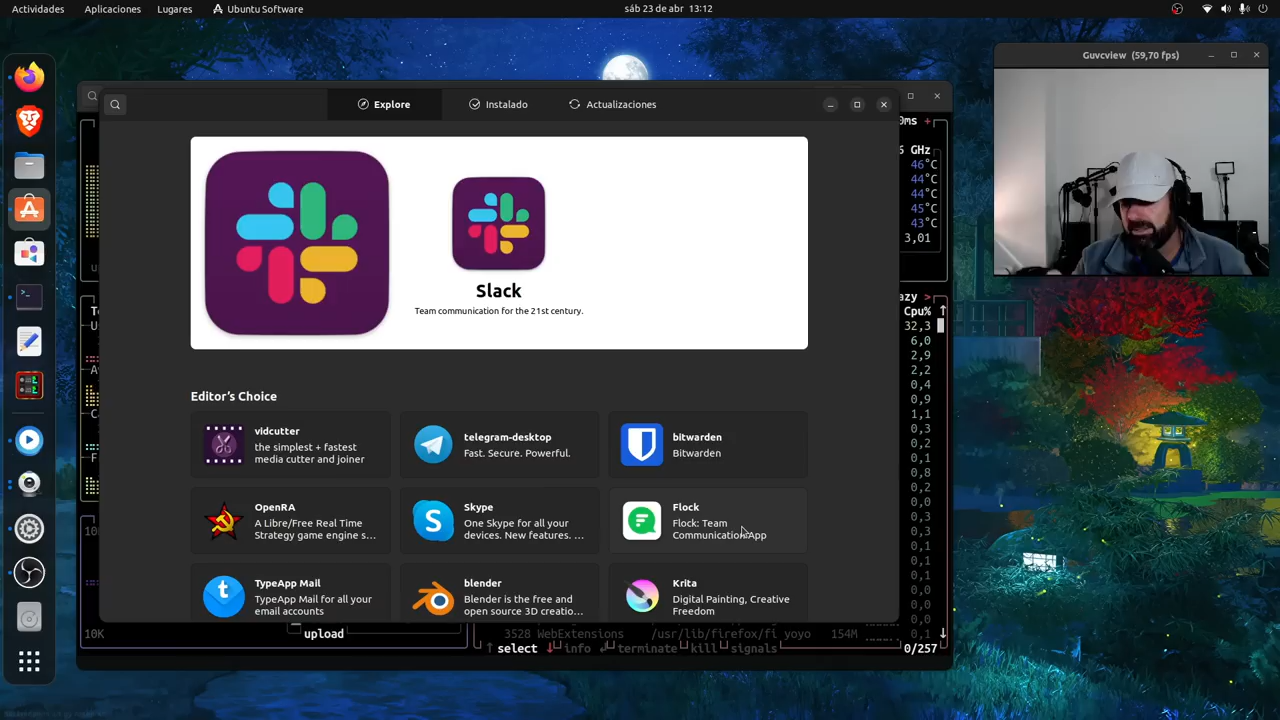 Actividades Aplicaciones Lugares Ubuntu Software sáb 23 de abr 13:12
Guvcview (59,70 fps)
Explore Instalado Actualizaciones
0ms +
GHz
46°C
44°C
44°C
45°C
43°C
3,01
Slack
Team communication for the 21st century.
azy >
Cpu% ↑
32,3
6,0
2,9
2,2
0,4
0,9
1,1
0,3
0,2
0,1
0,8
0,2
0,0
0,3
0,1
0,1
0,1
0,1
0,0
0,0
0,1 ↓
Editor's Choice
vidcutter
the simplest + fastest
media cutter and joiner
telegram-desktop
Fast. Secure. Powerful.
bitwarden
Bitwarden
OpenRA
A Libre/Free Real Time
Strategy game engine s...
Skype
One Skype for all your
devices. New features. ...
Flock
Flock: Team
Communication App
TypeApp Mail
TypeApp Mail for all your
email accounts
blender
Blender is the free and
open source 3D creatio...
Krita
Digital Painting, Creative
Freedom
10K
upload
3528 WebExtensions /usr/lib/firefox/fi yoyo 154M
↑ select ↓ info ↲ terminate kill signals 0/257